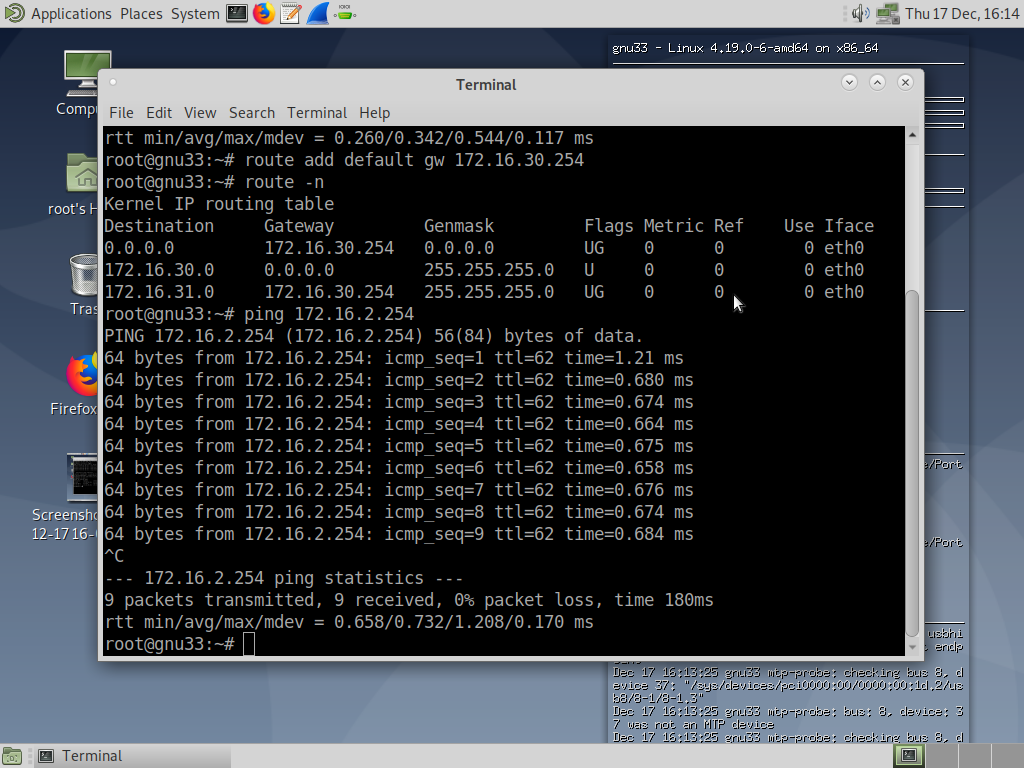 Applications Places System
Thu 17 Dec, 16:14
gnu33 - Linux 4.19.0-6-amd64 on x86_64
Terminal
File Edit View Search Terminal Help
rtt min/avg/max/mdev = 0.260/0.342/0.544/0.117 ms
root@gnu33:~# route add default gw 172.16.30.254
root@gnu33:~# route -n
Kernel IP routing table
Destination Gateway Genmask Flags Metric Ref Use Iface
0.0.0.0 172.16.30.254 0.0.0.0 UG 0 0 0 eth0
172.16.30.0 0.0.0.0 255.255.255.0 U 0 0 0 eth0
172.16.31.0 172.16.30.254 255.255.255.0 UG 0 0 0 eth0
root@gnu33:~# ping 172.16.2.254
PING 172.16.2.254 (172.16.2.254) 56(84) bytes of data.
64 bytes from 172.16.2.254: icmp_seq=1 ttl=62 time=1.21 ms
64 bytes from 172.16.2.254: icmp_seq=2 ttl=62 time=0.680 ms
64 bytes from 172.16.2.254: icmp_seq=3 ttl=62 time=0.674 ms
64 bytes from 172.16.2.254: icmp_seq=4 ttl=62 time=0.664 ms
64 bytes from 172.16.2.254: icmp_seq=5 ttl=62 time=0.675 ms
64 bytes from 172.16.2.254: icmp_seq=6 ttl=62 time=0.658 ms
64 bytes from 172.16.2.254: icmp_seq=7 ttl=62 time=0.676 ms
64 bytes from 172.16.2.254: icmp_seq=8 ttl=62 time=0.674 ms
64 bytes from 172.16.2.254: icmp_seq=9 ttl=62 time=0.684 ms
^C
--- 172.16.2.254 ping statistics ---
9 packets transmitted, 9 received, 0% packet loss, time 180ms
rtt min/avg/max/mdev = 0.658/0.732/1.208/0.170 ms
root@gnu33:~#
Compu
root's H
Tras
Firefox
Screensho
12-17 16-
e/Port
e/Port
usbhi
endp
Dec 17 16:13:25 gnu33 mtp-probe: checking bus 8, d
evice 37: "/sys/devices/pci0000:00/0000:00:1d.2/us
b8/8-1/8-1.3"
Dec 17 16:13:25 gnu33 mtp-probe: bus: 8, device: 3
7 was not an MTP device
Dec 17 16:13:25 gnu33 mtp-probe: checking bus 8, d
Terminal